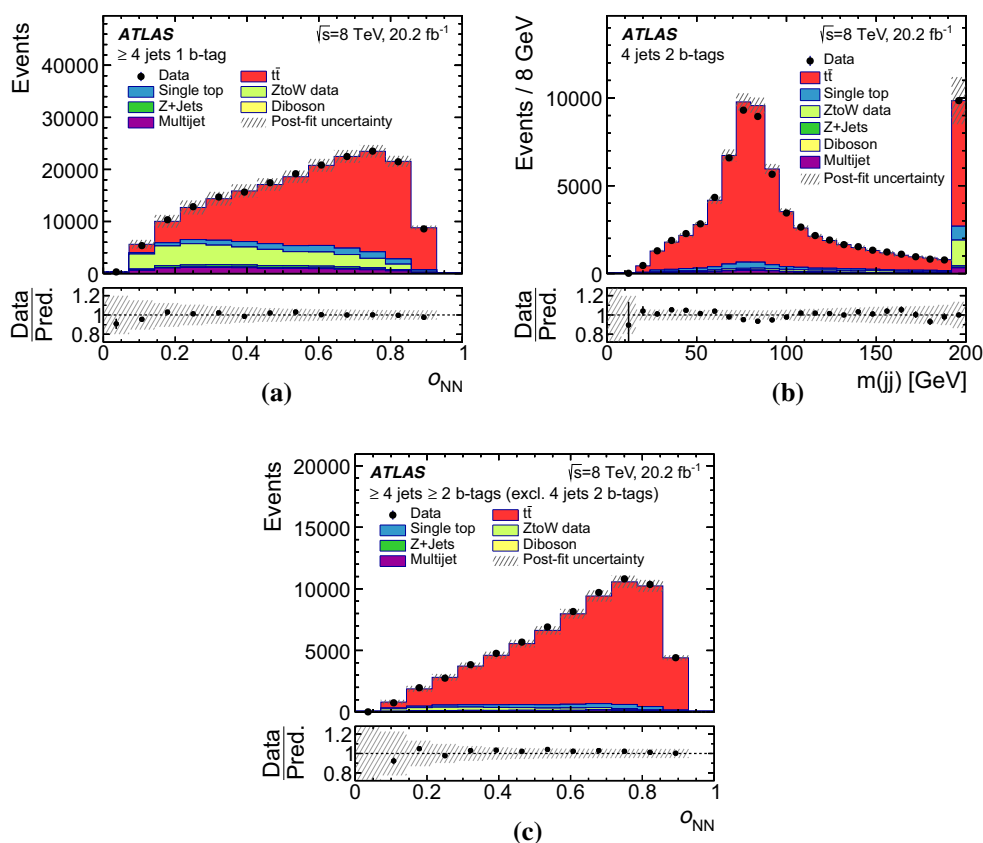 ATLAS √s=8 TeV, 20.2 fb⁻¹
≥ 4 jets 1 b-tag
Data tt̄
Single top ZtoW data
Z+Jets Diboson
Multijet Post-fit uncertainty
Events
40000
30000
20000
10000
0
Data
Pred.
1.2
1
0.8
0 0.2 0.4 0.6 0.8 1
oNN
(a)
ATLAS √s=8 TeV, 20.2 fb⁻¹
4 jets 2 b-tags
Data
tt̄
Single top
ZtoW data
Z+Jets
Diboson
Multijet
Post-fit uncertainty
Events / 8 GeV
10000
5000
0
Data
Pred.
1.2
1
0.8
0 50 100 150 200
m(jj) [GeV]
(b)
ATLAS √s=8 TeV, 20.2 fb⁻¹
≥ 4 jets ≥ 2 b-tags (excl. 4 jets 2 b-tags)
Data tt̄
Single top ZtoW data
Z+Jets Diboson
Multijet Post-fit uncertainty
Events
20000
15000
10000
5000
0
Data
Pred.
1.2
1
0.8
0 0.2 0.4 0.6 0.8 1
oNN
(c)